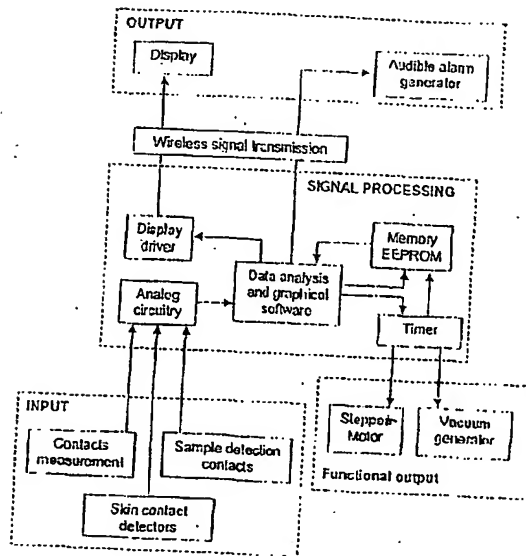 OUTPUT
Display
Audible alarm
generator
Wireless signal transmission
SIGNAL PROCESSING
Display
driver
Memory
EEPROM
Data analysis
and graphical
software
Analog
circuitry
Timer
INPUT
Contacts
measurement
Sample detection
contacts
Skin contact
detectors
Stepper
Motor
Vacuum
generator
Functional output